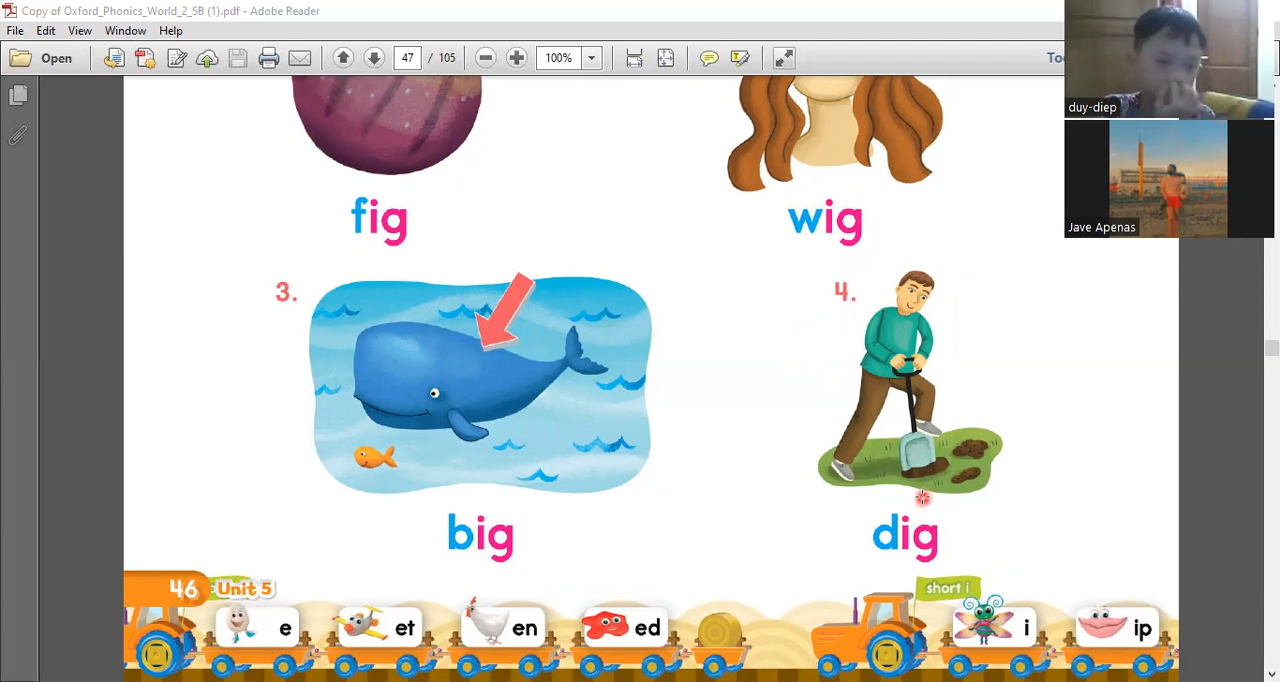 Copy of Oxford_Phonics_World_2_SB (1).pdf - Adobe Reader
File Edit View Window Help
Open 47 / 105 100% To
duy-diep
Jave Apenas
fig wig
3. 4.
big dig
46 Unit 5 short i
e et en ed i ip